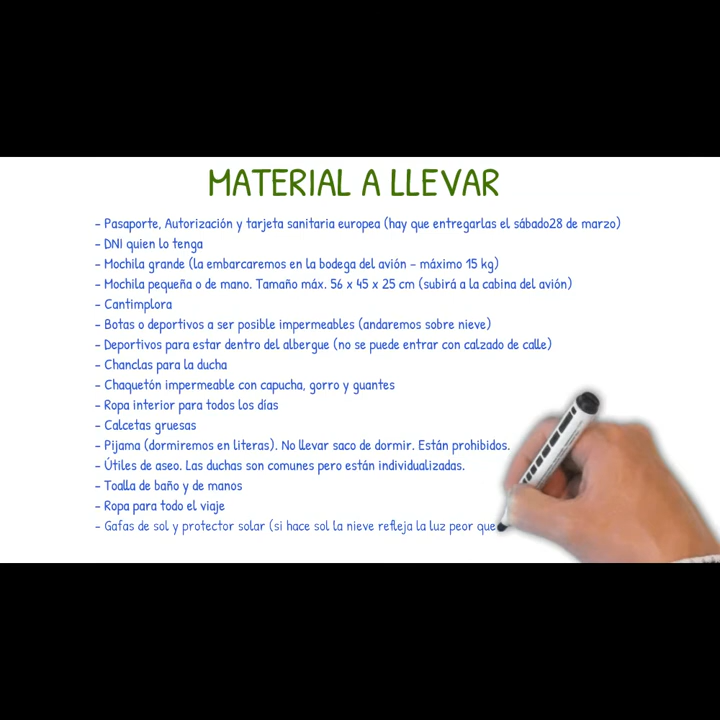 MATERIAL A LLEVAR
- Pasaporte, Autorización y tarjeta sanitaria europea (hay que entregarlas el sábado28 de marzo)
- DNI quien lo tenga
- Mochila grande (la embarcaremos en la bodega del avión - máximo 15 kg)
- Mochila pequeña o de mano. Tamaño máx. 56 x 45 x 25 cm (subirá a la cabina del avión)
- Cantimplora
- Botas o deportivos a ser posible impermeables (andaremos sobre nieve)
- Deportivos para estar dentro del albergue (no se puede entrar con calzado de calle)
- Chanclas para la ducha
- Chaquetón impermeable con capucha, gorro y guantes
- Ropa interior para todos los días
- Calcetas gruesas
- Pijama (dormiremos en literas). No llevar saco de dormir. Están prohibidos.
- Útiles de aseo. Las duchas son comunes pero están individualizadas.
- Toalla de baño y de manos
- Ropa para todo el viaje
- Gafas de sol y protector solar (si hace sol la nieve refleja la luz peor que